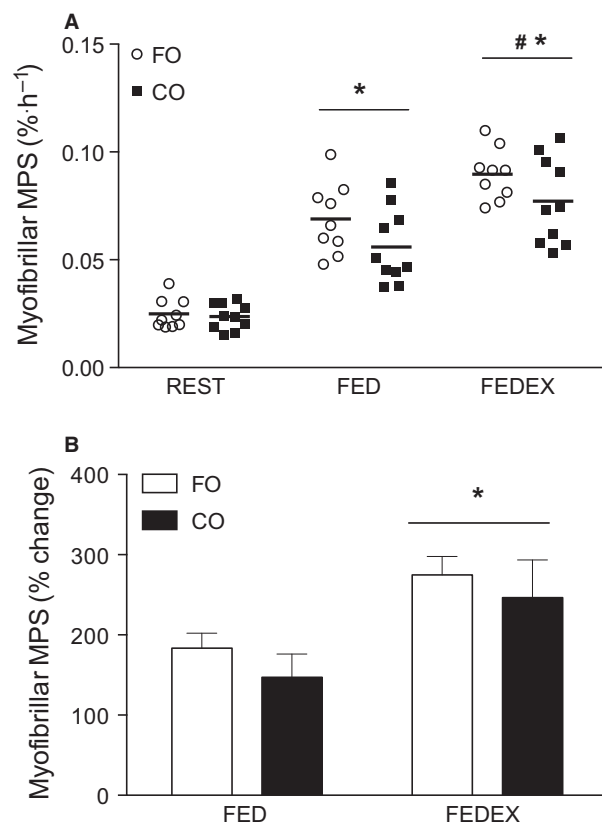 A
0.15
FO
CO
# *
*
0.10
0.05
0.00
Myofibrillar MPS (%·h⁻¹)
REST FED FEDEX
B
400
FO
CO
*
300
200
100
0
Myofibrillar MPS (% change)
FED FEDEX